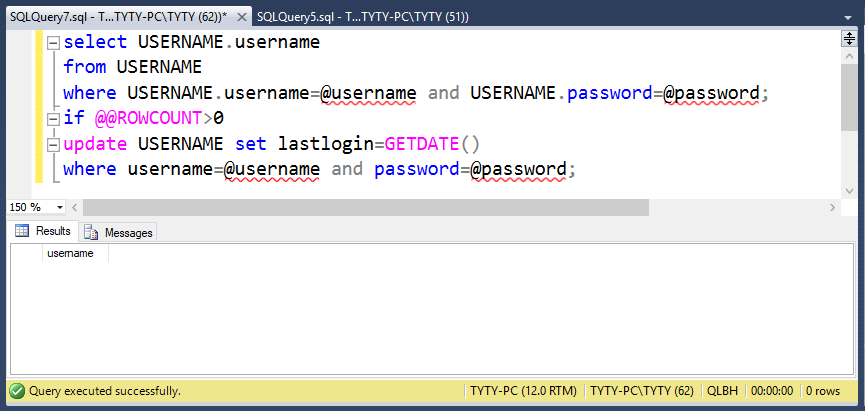 SQLQuery7.sql - T...TYTY-PC\TYTY (62))* SQLQuery5.sql - T...TYTY-PC\TYTY (51))
select USERNAME.username
from USERNAME
where USERNAME.username=@username and USERNAME.password=@password;
if @@ROWCOUNT>0
update USERNAME set lastlogin=GETDATE()
where username=@username and password=@password;
150 %
Results Messages
username
Query executed successfully. TYTY-PC (12.0 RTM) TYTY-PC\TYTY (62) QLBH 00:00:00 0 rows